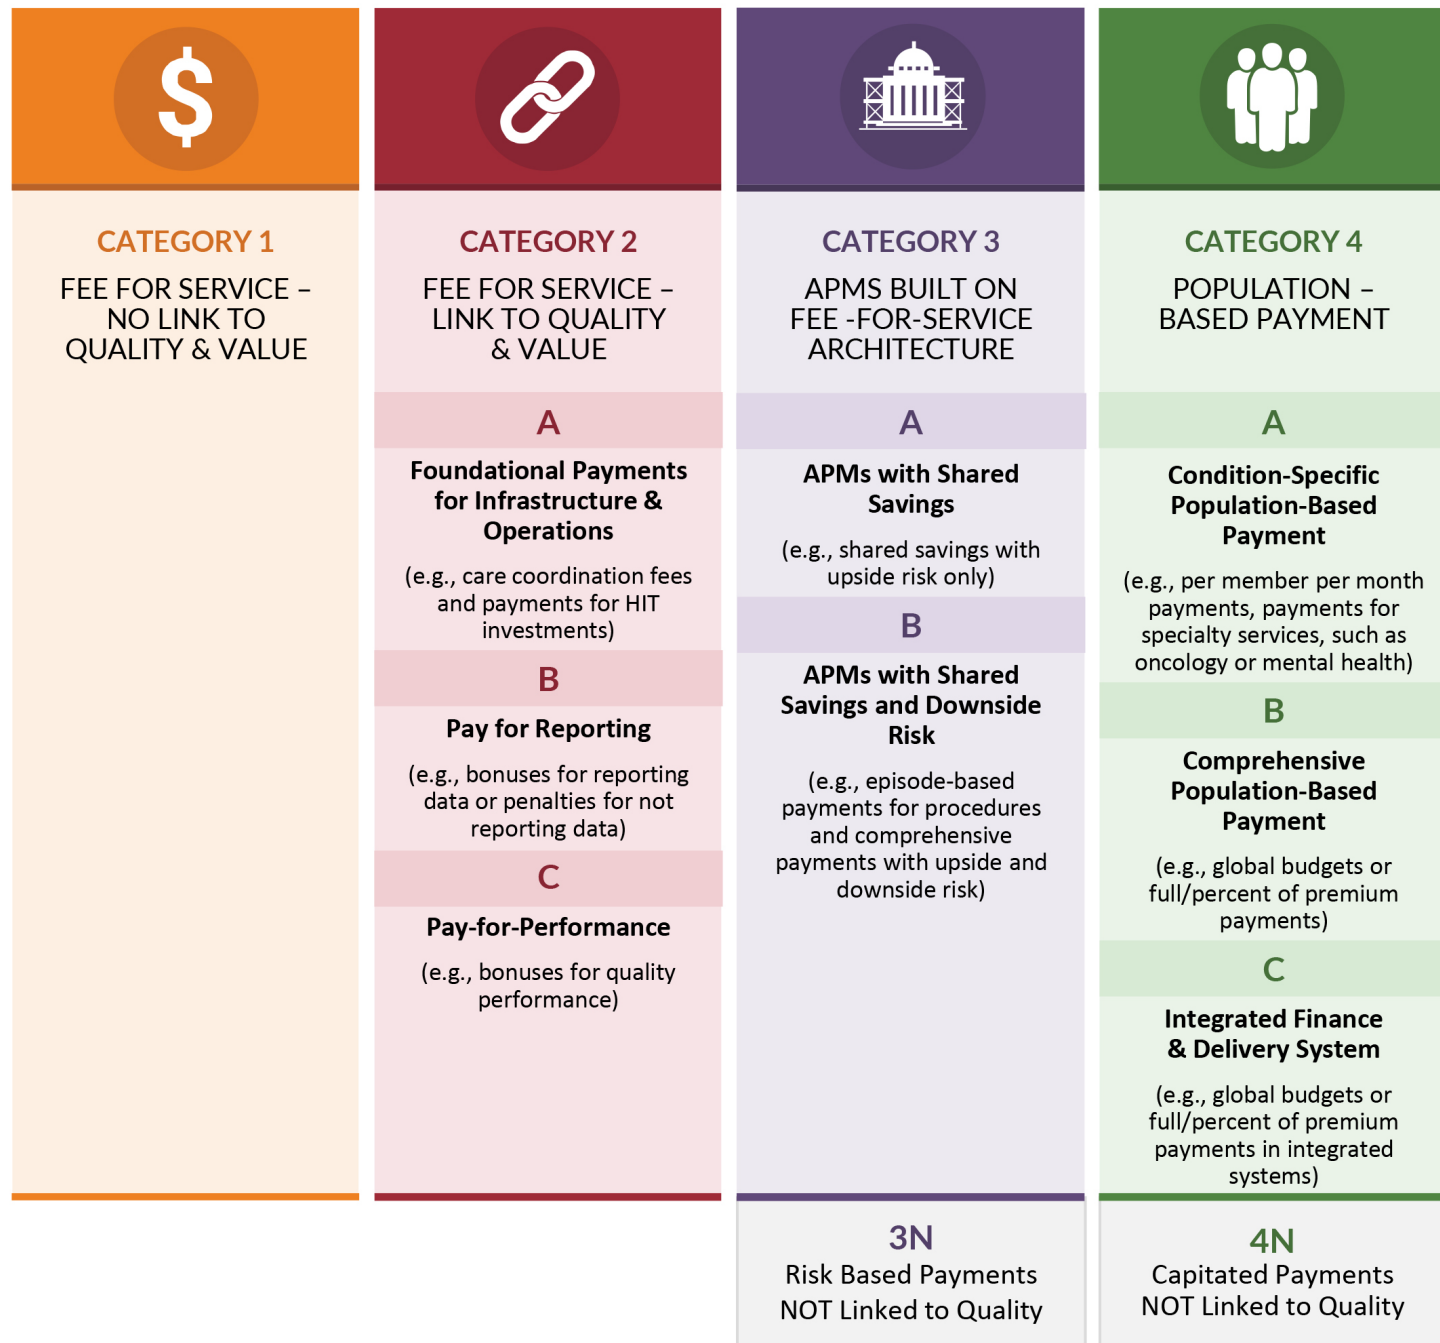 $
CATEGORY 1
FEE FOR SERVICE –
NO LINK TO
QUALITY & VALUE
CATEGORY 2
FEE FOR SERVICE –
LINK TO QUALITY
& VALUE
A
Foundational Payments
for Infrastructure &
Operations
(e.g., care coordination fees
and payments for HIT
investments)
B
Pay for Reporting
(e.g., bonuses for reporting
data or penalties for not
reporting data)
C
Pay-for-Performance
(e.g., bonuses for quality
performance)
CATEGORY 3
APMS BUILT ON
FEE -FOR-SERVICE
ARCHITECTURE
A
APMs with Shared
Savings
(e.g., shared savings with
upside risk only)
B
APMs with Shared
Savings and Downside
Risk
(e.g., episode-based
payments for procedures
and comprehensive
payments with upside and
downside risk)
3N
Risk Based Payments
NOT Linked to Quality
CATEGORY 4
POPULATION –
BASED PAYMENT
A
Condition-Specific
Population-Based
Payment
(e.g., per member per month
payments, payments for
specialty services, such as
oncology or mental health)
B
Comprehensive
Population-Based
Payment
(e.g., global budgets or
full/percent of premium
payments)
C
Integrated Finance
& Delivery System
(e.g., global budgets or
full/percent of premium
payments in integrated
systems)
4N
Capitated Payments
NOT Linked to Quality